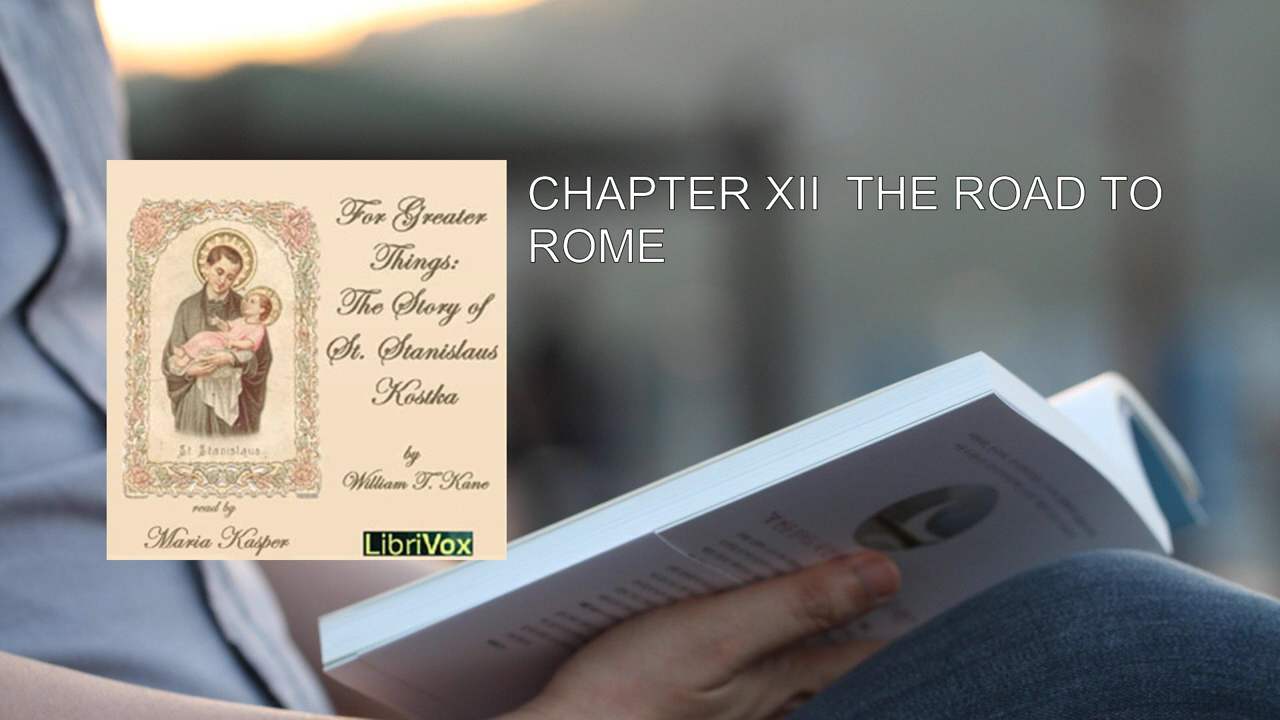 For Greater
Things:
The Story of
St. Stanislaus
Kostka
by
William T. Kane
St. Stanislaus.
read by
Maria Kasper
LibriVox
CHAPTER XII  THE ROAD TO
ROME